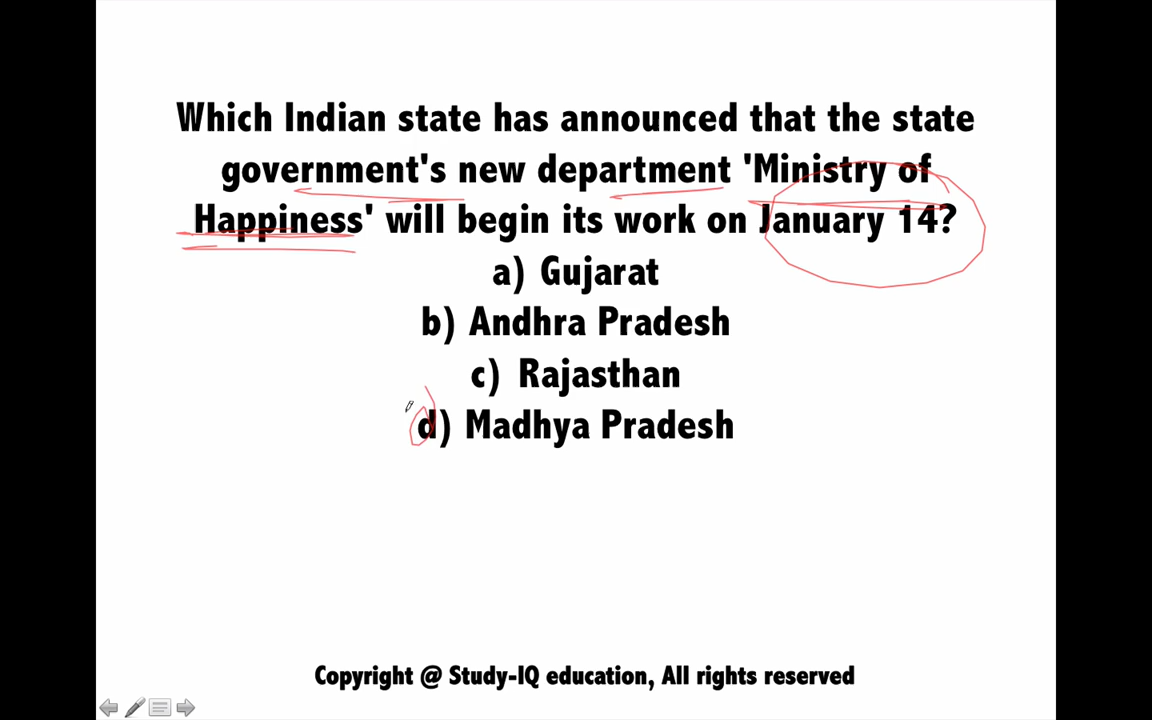 Which Indian state has announced that the state
government's new department 'Ministry of
Happiness' will begin its work on January 14?
a) Gujarat
b) Andhra Pradesh
c) Rajasthan
d) Madhya Pradesh
Copyright @ Study-IQ education, All rights reserved